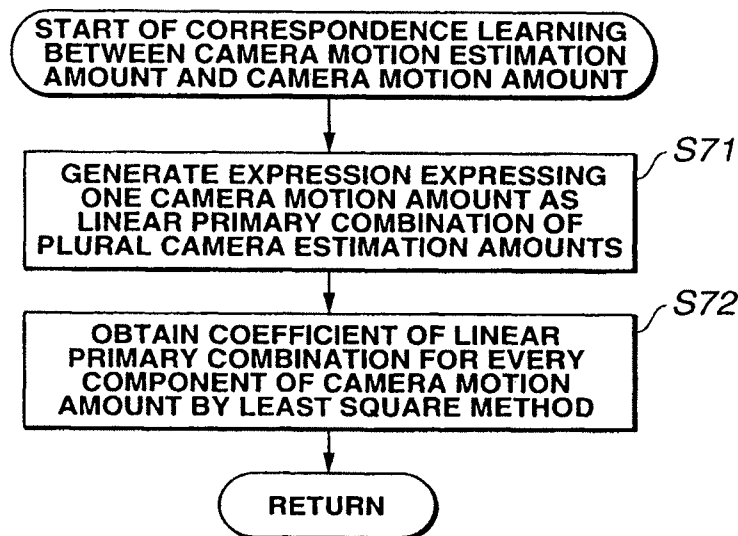 START OF CORRESPONDENCE LEARNING
BETWEEN CAMERA MOTION ESTIMATION
AMOUNT AND CAMERA MOTION AMOUNT
S71
GENERATE EXPRESSION EXPRESSING
ONE CAMERA MOTION AMOUNT AS
LINEAR PRIMARY COMBINATION OF
PLURAL CAMERA ESTIMATION AMOUNTS
S72
OBTAIN COEFFICIENT OF LINEAR
PRIMARY COMBINATION FOR EVERY
COMPONENT OF CAMERA MOTION
AMOUNT BY LEAST SQUARE METHOD
RETURN